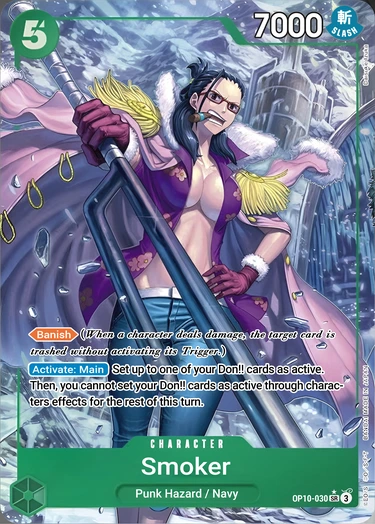 5
7000
斬
SLASH
Banish (When a character deals damage, the target card is
trashed without activating its Trigger.)
Activate: Main Set up to one of your Don!! cards as active.
Then, you cannot set your Don!! cards as active through charac-
ters effects for the rest of this turn.
CHARACTER
Smoker
Punk Hazard / Navy
OP10-030 SR 3